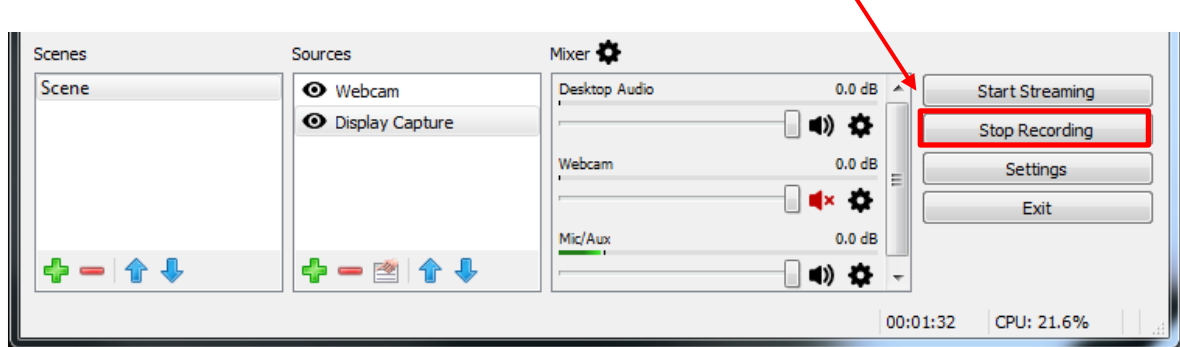 Scenes
Scene
Sources
Webcam
Display Capture
Mixer
Desktop Audio 0.0 dB
Webcam 0.0 dB
Mic/Aux 0.0 dB
Start Streaming
Stop Recording
Settings
Exit
00:01:32 CPU: 21.6%